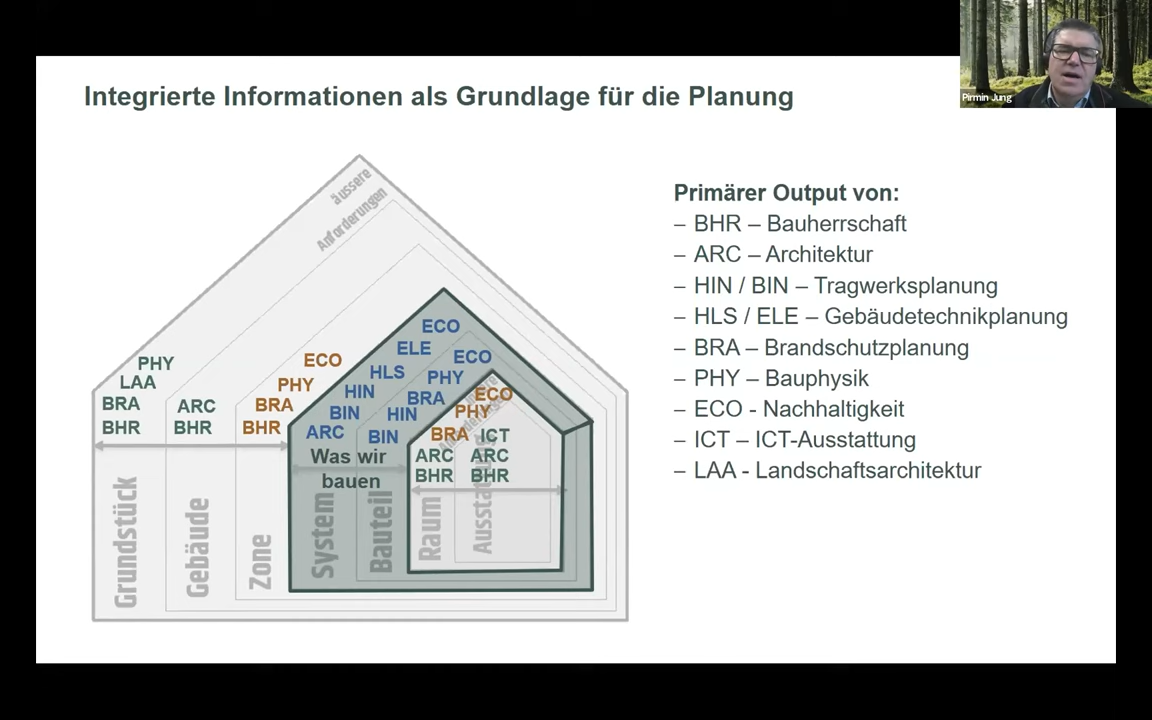 Integrierte Informationen als Grundlage für die Planung
Pirmin Jung
äussere
Anforderungen
PHY
LAA
BRA
BHR
ARC
BHR
ECO
PHY
BRA
BHR
ECO
ELE
HLS
HIN
BIN
ARC
ECO
PHY
BRA
HIN
BIN
Was wir
bauen
ECO
PHY
BRA
ARC
BHR
ICT
ARC
BHR
Grundstück
Gebäude
Zone
System
Bauteil
Raum
Primärer Output von:
– BHR – Bauherrschaft
– ARC – Architektur
– HIN / BIN – Tragwerksplanung
– HLS / ELE – Gebäudetechnikplanung
– BRA – Brandschutzplanung
– PHY – Bauphysik
– ECO - Nachhaltigkeit
– ICT – ICT-Ausstattung
– LAA - Landschaftsarchitektur